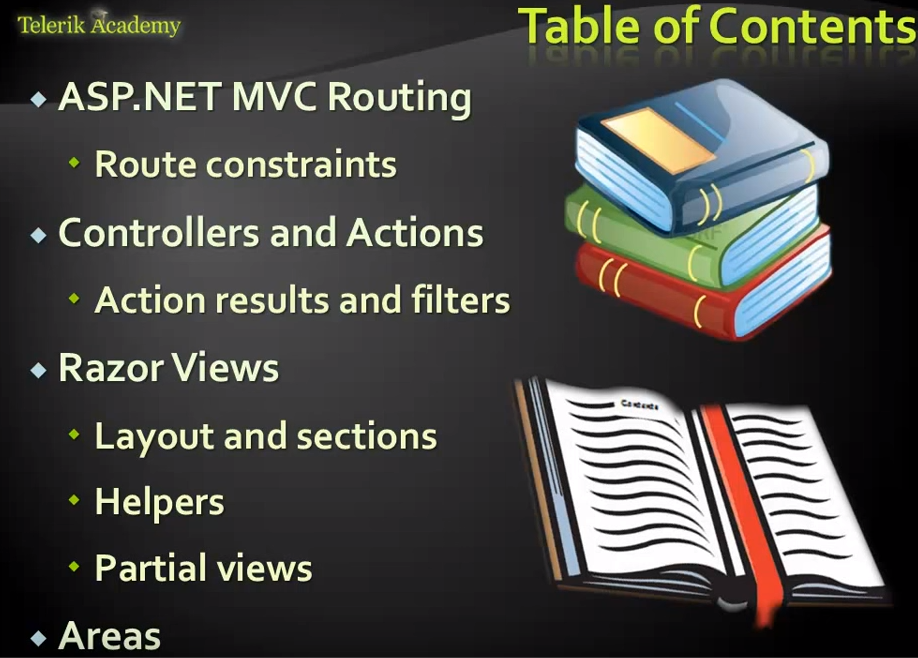 Telerik Academy
Table of Contents
ASP.NET MVC Routing
Route constraints
Controllers and Actions
Action results and filters
Razor Views
Layout and sections
Helpers
Partial views
Areas
Contents